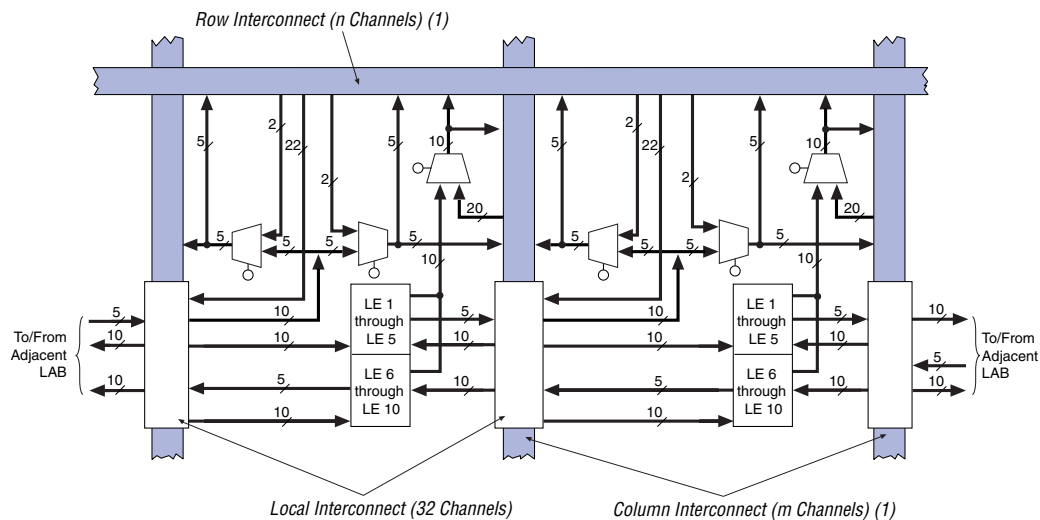 Row Interconnect (n Channels) (1)
5
2
22
2
5
10
20
5
5
5
5
10
5
2
22
2
5
10
20
5
5
5
5
10
To/From
Adjacent
LAB
5
10
10
10
10
5
10
LE 1
through
LE 5
LE 6
through
LE 10
5
10
10
10
10
5
10
LE 1
through
LE 5
LE 6
through
LE 10
5
10
10
10
5
10
To/From
Adjacent
LAB
Local Interconnect (32 Channels)
Column Interconnect (m Channels) (1)